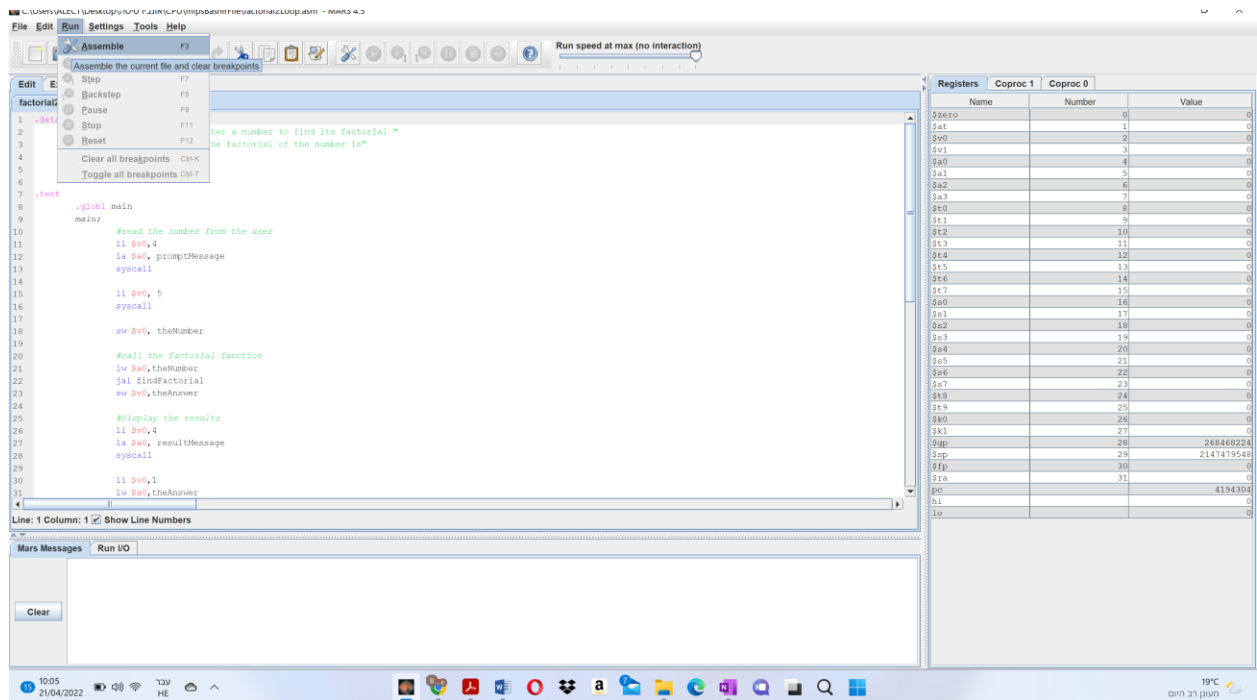 MARS 4.5
File Edit Run Settings Tools Help
Assemble F3
Assemble the current file and clear breakpoints
Step F7
Backstep F8
Pause F9
Stop F11
Reset F12
Clear all breakpoints Ctrl-K
Toggle all breakpoints Ctrl-T
Run speed at max (no interaction)
Edit
1 .data
2 ter a number to find its factorial "
3 he factorial of the number is"
4
5
6
7 .text
8 .globl main
9 main:
10 #read the number from the user
11 li $v0,4
12 la $a0, promptMessage
13 syscall
14
15 li $v0, 5
16 syscall
17
18 sw $v0, theNumber
19
20 #call the factorial function
21 lw $a0,theNumber
22 jal findFactorial
23 sw $v0,theAnswer
24
25 #Display the results
26 li $v0,4
27 la $a0, resultMessage
28 syscall
29
30 li $v0,1
31 lw $a0,theAnswer
Line: 1 Column: 1 Show Line Numbers
Mars Messages Run I/O
Clear
Registers Coproc 1 Coproc 0
Name Number Value
$zero 0 0
$at 1 0
$v0 2 0
$v1 3 0
$a0 4 0
$a1 5 0
$a2 6 0
$a3 7 0
$t0 8 0
$t1 9 0
$t2 10 0
$t3 11 0
$t4 12 0
$t5 13 0
$t6 14 0
$t7 15 0
$s0 16 0
$s1 17 0
$s2 18 0
$s3 19 0
$s4 20 0
$s5 21 0
$s6 22 0
$s7 23 0
$t8 24 0
$t9 25 0
$k0 26 0
$k1 27 0
$gp 28 268468224
$sp 29 2147479548
$fp 30 0
$ra 31 0
pc 4194304
hi 0
lo 0
15 10:05
21/04/2022
עבר
HE
19°C
מעונן רב היום